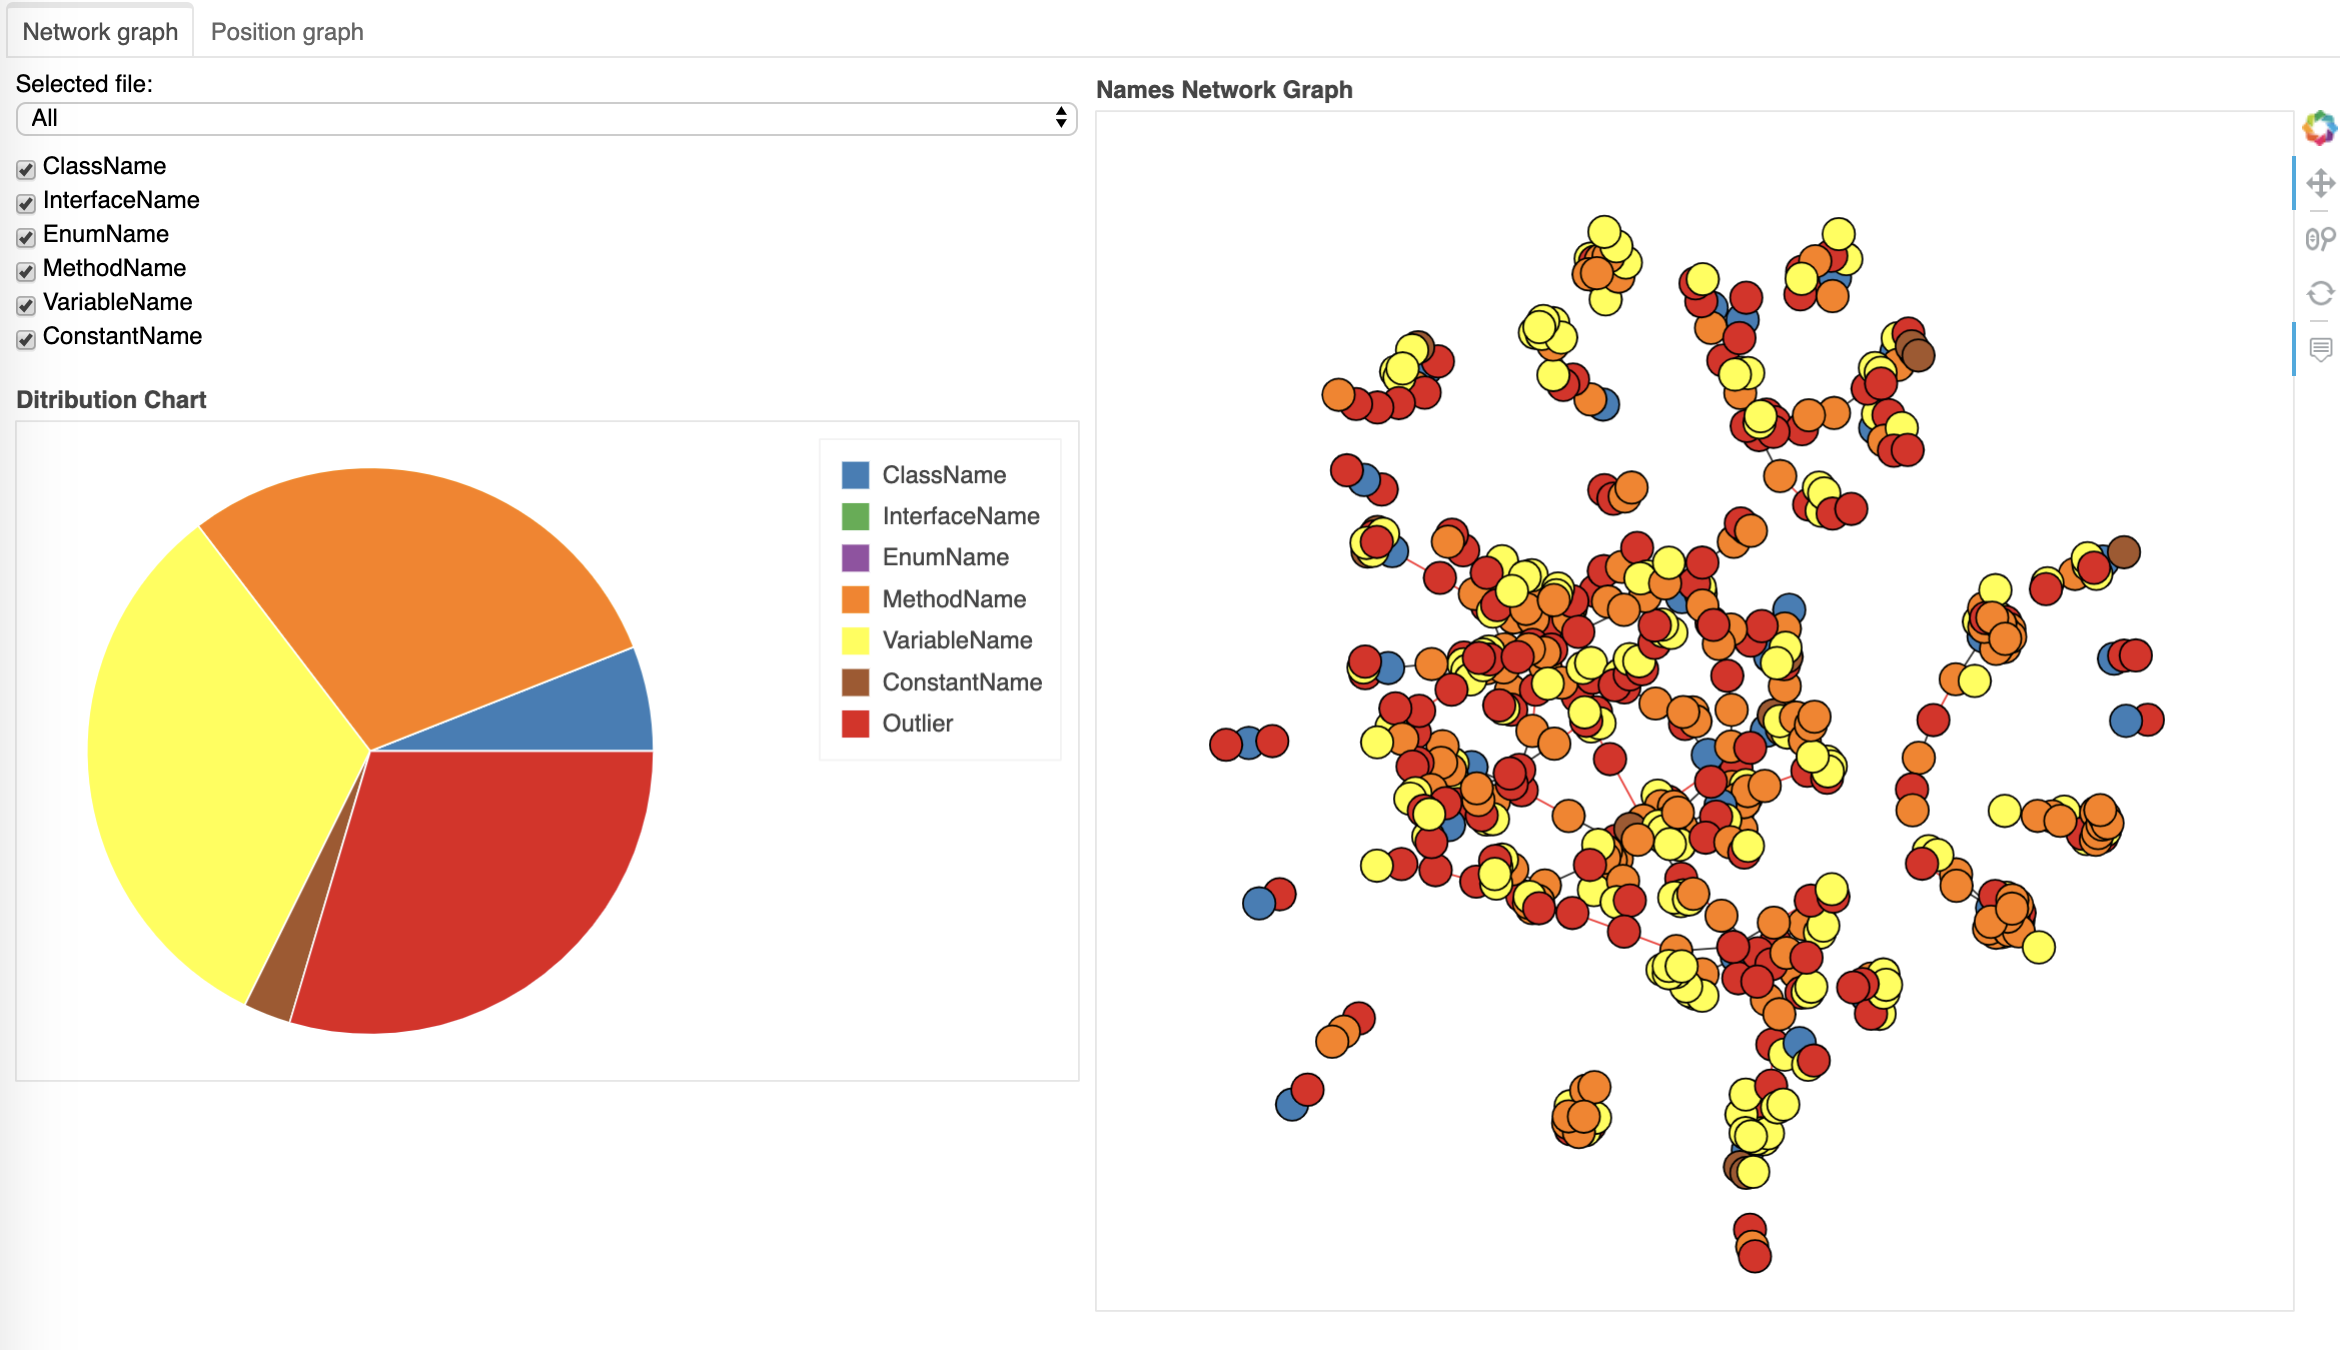 Network graph
Position graph
Selected file:
All
ClassName
InterfaceName
EnumName
MethodName
VariableName
ConstantName
Ditribution Chart
ClassName
InterfaceName
EnumName
MethodName
VariableName
ConstantName
Outlier
Names Network Graph